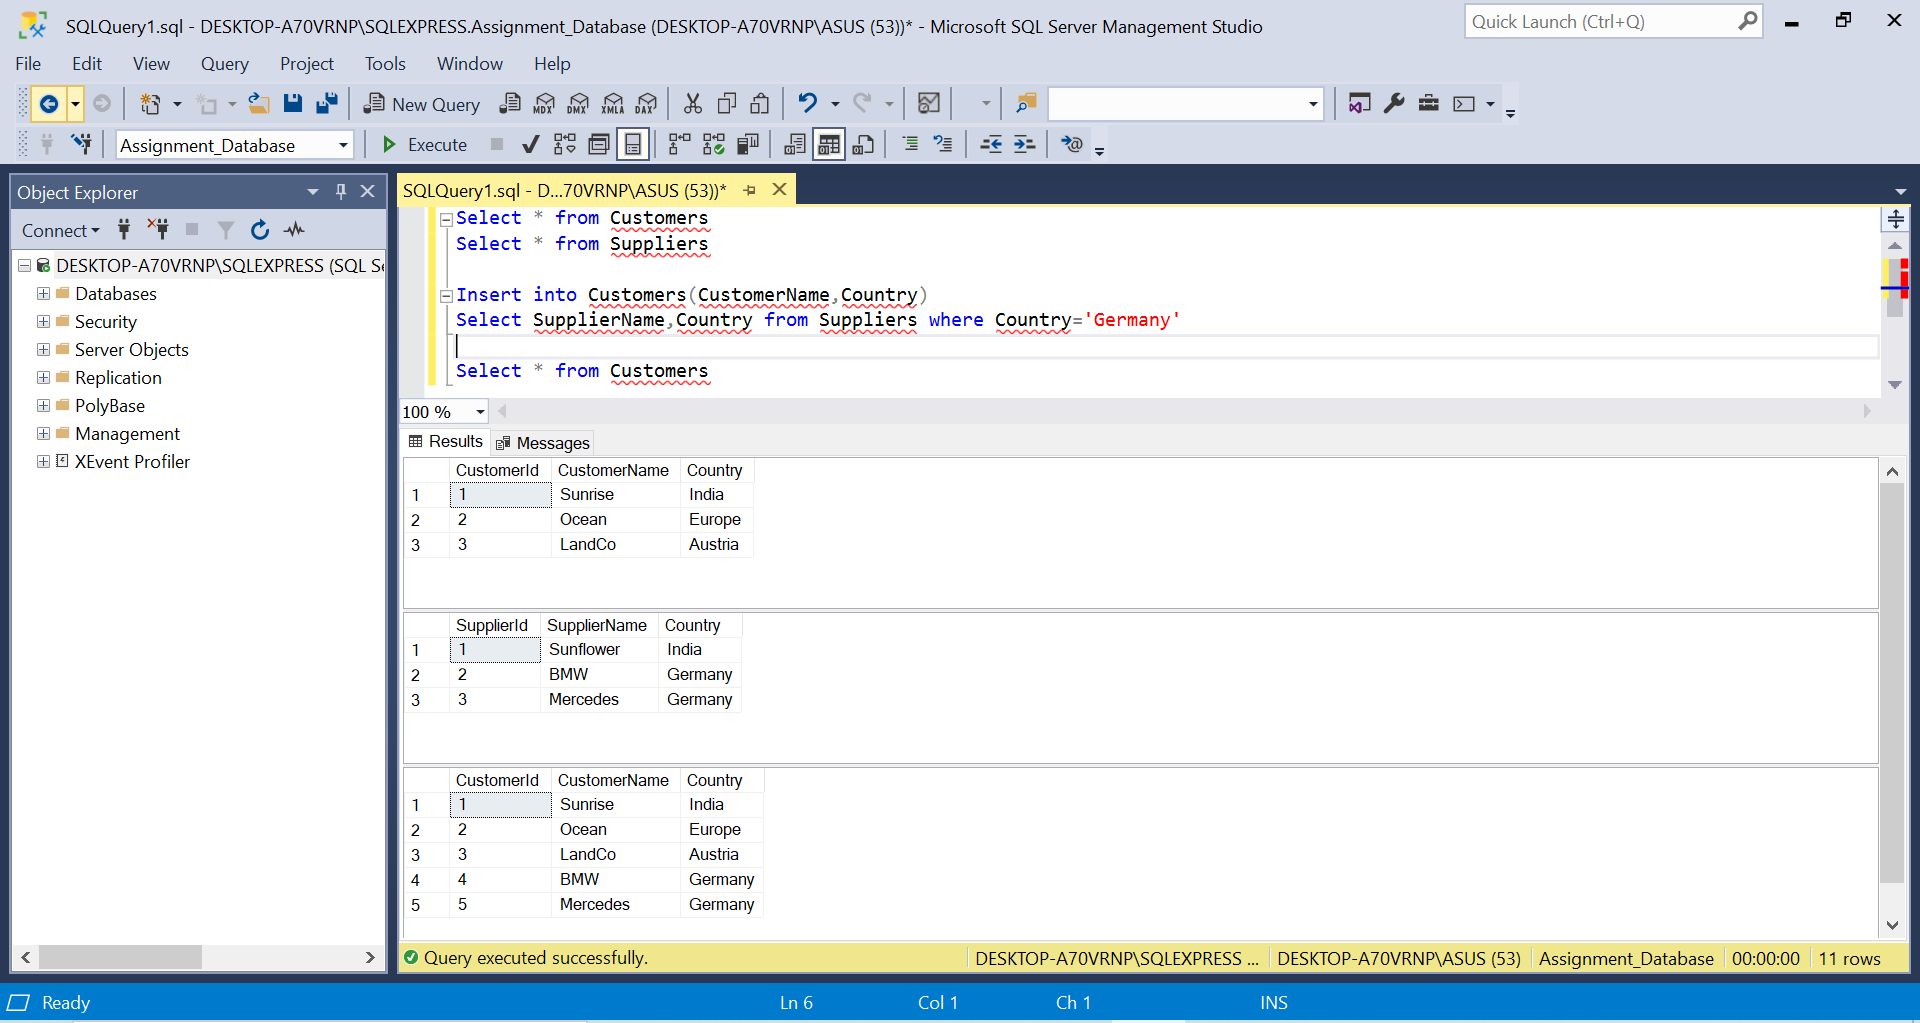 SQLQuery1.sql - DESKTOP-A70VRNP\SQLEXPRESS.Assignment_Database (DESKTOP-A70VRNP\ASUS (53))* - Microsoft SQL Server Management Studio
Quick Launch (Ctrl+Q)
File Edit View Query Project Tools Window Help
New Query MDX DMX XMLA DAX
Assignment_Database Execute
Object Explorer
SQLQuery1.sql - D...70VRNP\ASUS (53))*
Connect
DESKTOP-A70VRNP\SQLEXPRESS (SQL Se
Databases
Security
Server Objects
Replication
PolyBase
Management
XEvent Profiler
Select * from Customers
Select * from Suppliers
Insert into Customers(CustomerName,Country)
Select SupplierName,Country from Suppliers where Country='Germany'
Select * from Customers
100 %
Results Messages
CustomerId CustomerName Country
1 1 Sunrise India
2 2 Ocean Europe
3 3 LandCo Austria
SupplierId SupplierName Country
1 1 Sunflower India
2 2 BMW Germany
3 3 Mercedes Germany
CustomerId CustomerName Country
1 1 Sunrise India
2 2 Ocean Europe
3 3 LandCo Austria
4 4 BMW Germany
5 5 Mercedes Germany
Query executed successfully. DESKTOP-A70VRNP\SQLEXPRESS ... DESKTOP-A70VRNP\ASUS (53) Assignment_Database 00:00:00 11 rows
Ready Ln 6 Col 1 Ch 1 INS